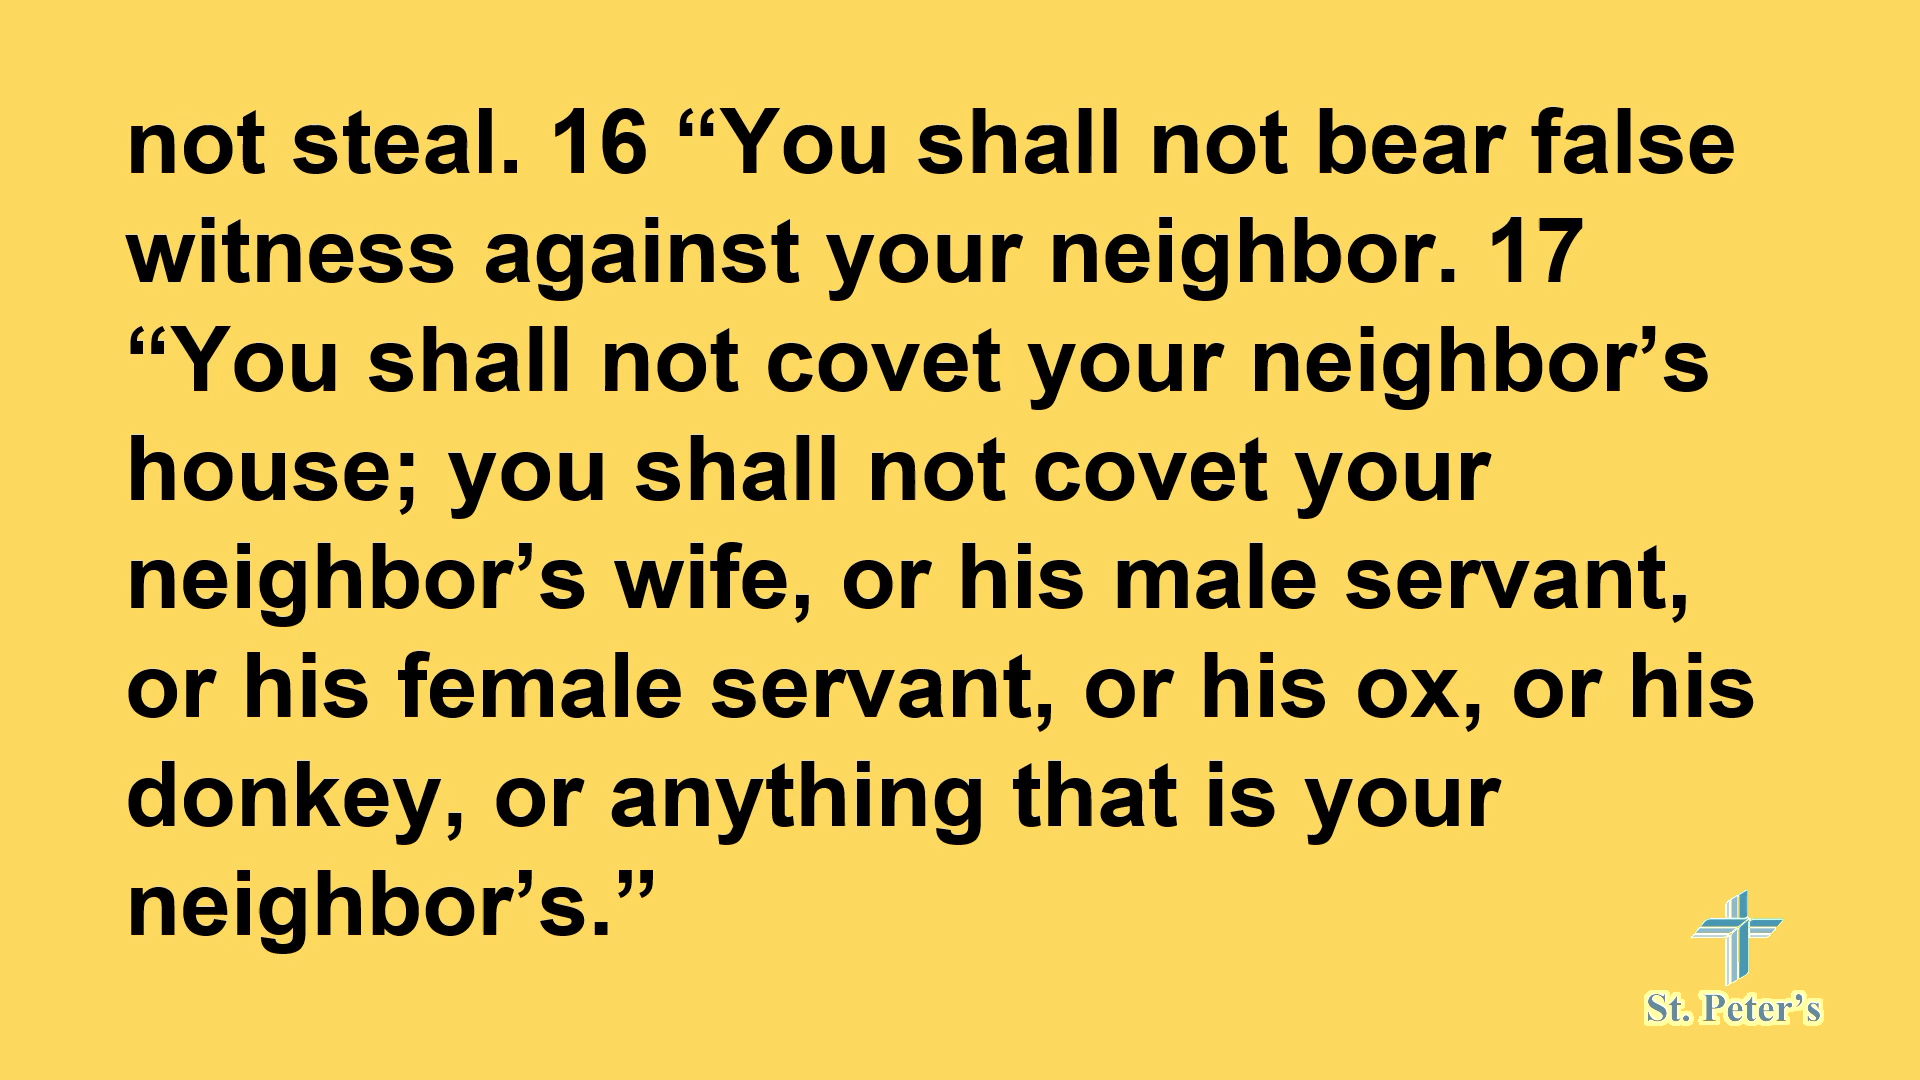 not steal. 16 “You shall not bear false
witness against your neighbor. 17
“You shall not covet your neighbor’s
house; you shall not covet your
neighbor’s wife, or his male servant,
or his female servant, or his ox, or his
donkey, or anything that is your
neighbor’s.”
St. Peter’s